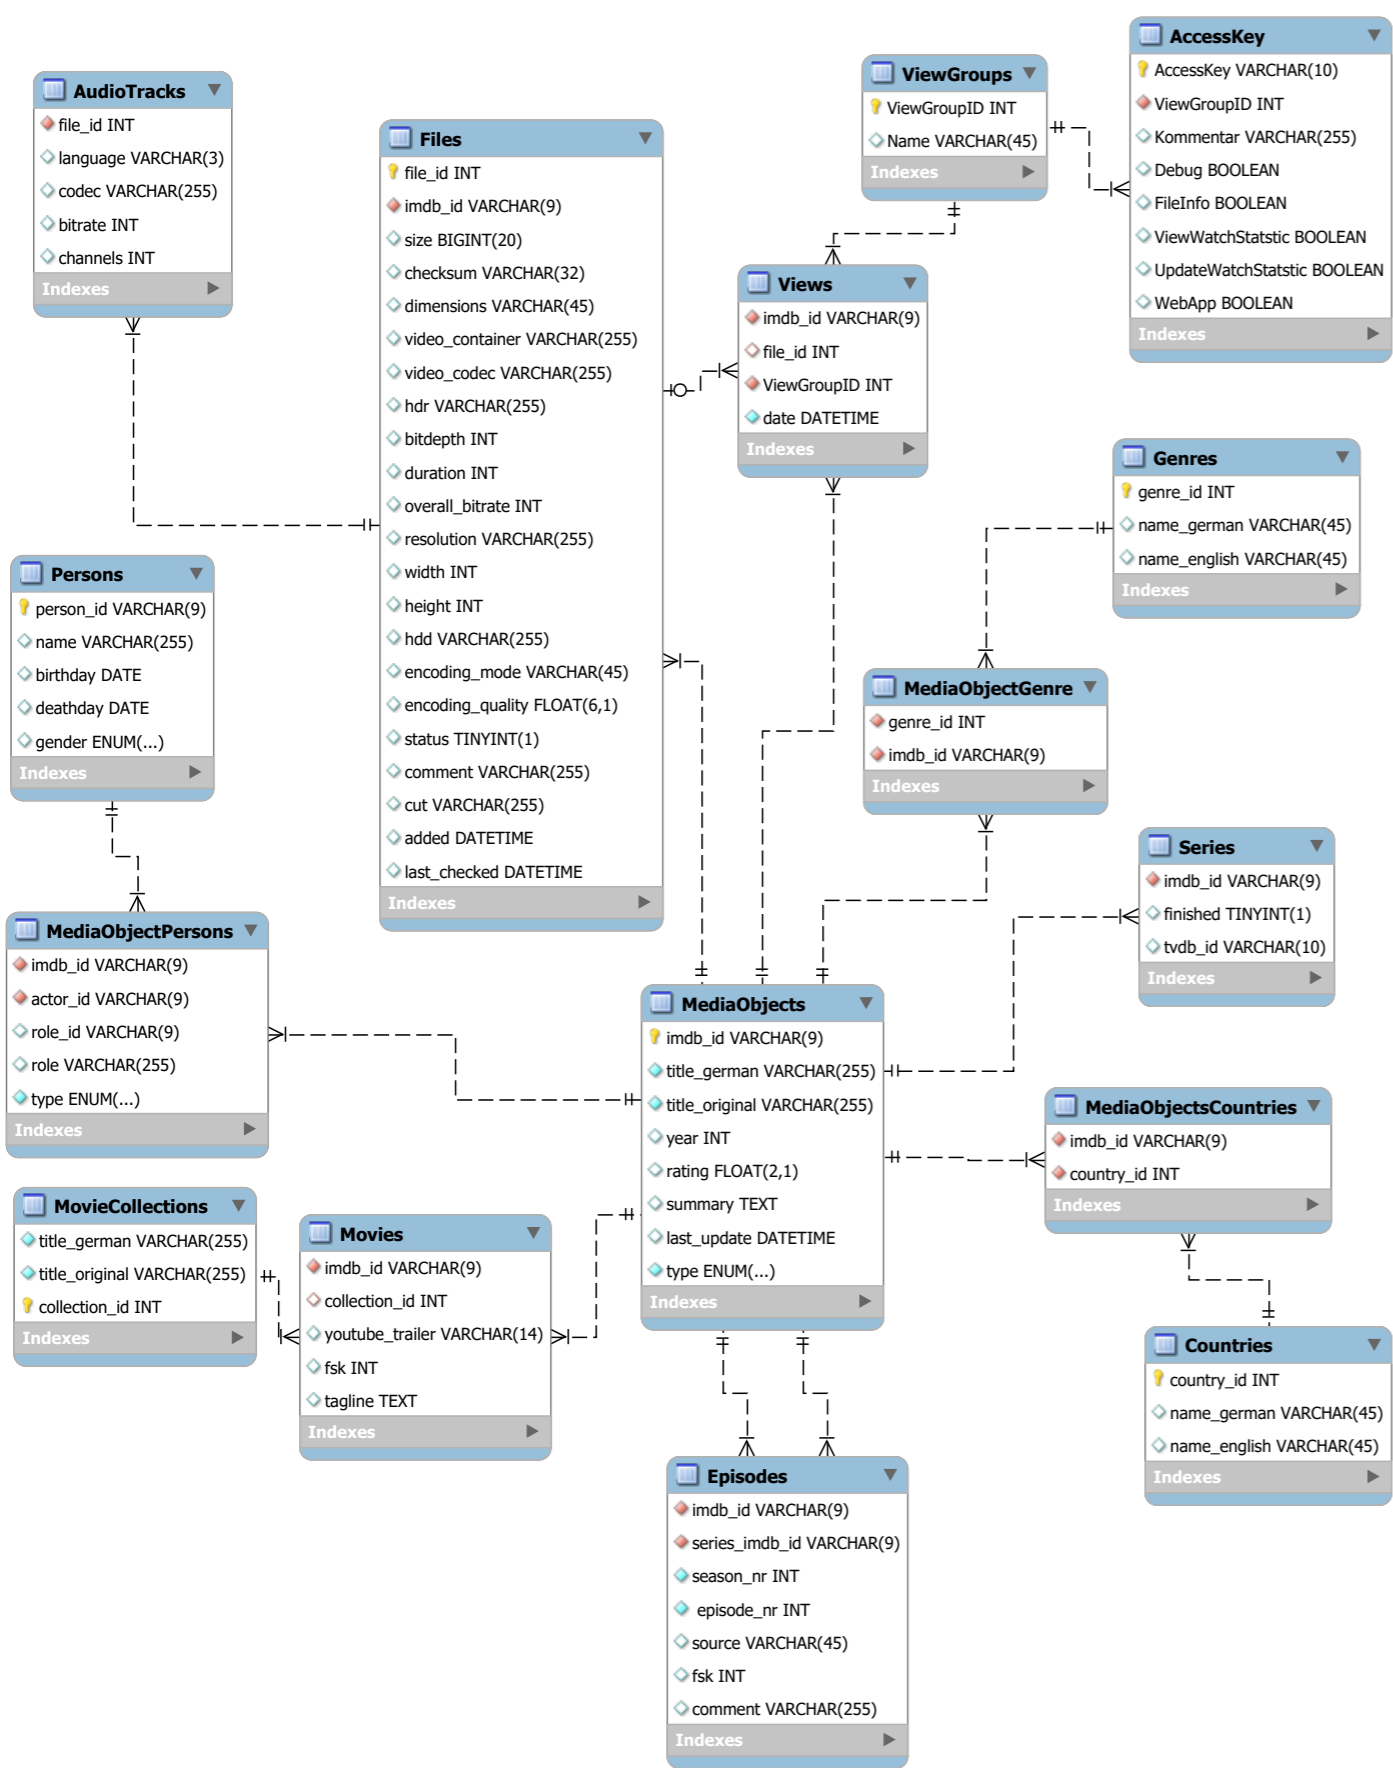 AudioTracks
file_id INT
language VARCHAR(3)
codec VARCHAR(255)
bitrate INT
channels INT
Indexes
Files
file_id INT
imdb_id VARCHAR(9)
size BIGINT(20)
checksum VARCHAR(32)
dimensions VARCHAR(45)
video_container VARCHAR(255)
video_codec VARCHAR(255)
hdr VARCHAR(255)
bitdepth INT
duration INT
overall_bitrate INT
resolution VARCHAR(255)
width INT
height INT
hdd VARCHAR(255)
encoding_mode VARCHAR(45)
encoding_quality FLOAT(6,1)
status TINYINT(1)
comment VARCHAR(255)
cut VARCHAR(255)
added DATETIME
last_checked DATETIME
Indexes
ViewGroups
ViewGroupID INT
Name VARCHAR(45)
Indexes
AccessKey
AccessKey VARCHAR(10)
ViewGroupID INT
Kommentar VARCHAR(255)
Debug BOOLEAN
FileInfo BOOLEAN
ViewWatchStatstic BOOLEAN
UpdateWatchStatstic BOOLEAN
WebApp BOOLEAN
Indexes
Views
imdb_id VARCHAR(9)
file_id INT
ViewGroupID INT
date DATETIME
Indexes
Genres
genre_id INT
name_german VARCHAR(45)
name_english VARCHAR(45)
Indexes
Persons
person_id VARCHAR(9)
name VARCHAR(255)
birthday DATE
deathday DATE
gender ENUM(...)
Indexes
MediaObjectGenre
genre_id INT
imdb_id VARCHAR(9)
Indexes
Series
imdb_id VARCHAR(9)
finished TINYINT(1)
tvdb_id VARCHAR(10)
Indexes
MediaObjectPersons
imdb_id VARCHAR(9)
actor_id VARCHAR(9)
role_id VARCHAR(9)
role VARCHAR(255)
type ENUM(...)
Indexes
MediaObjects
imdb_id VARCHAR(9)
title_german VARCHAR(255)
title_original VARCHAR(255)
year INT
rating FLOAT(2,1)
summary TEXT
last_update DATETIME
type ENUM(...)
Indexes
MediaObjectsCountries
imdb_id VARCHAR(9)
country_id INT
Indexes
MovieCollections
title_german VARCHAR(255)
title_original VARCHAR(255)
collection_id INT
Indexes
Movies
imdb_id VARCHAR(9)
collection_id INT
youtube_trailer VARCHAR(14)
fsk INT
tagline TEXT
Indexes
Countries
country_id INT
name_german VARCHAR(45)
name_english VARCHAR(45)
Indexes
Episodes
imdb_id VARCHAR(9)
series_imdb_id VARCHAR(9)
season_nr INT
episode_nr INT
source VARCHAR(45)
fsk INT
comment VARCHAR(255)
Indexes